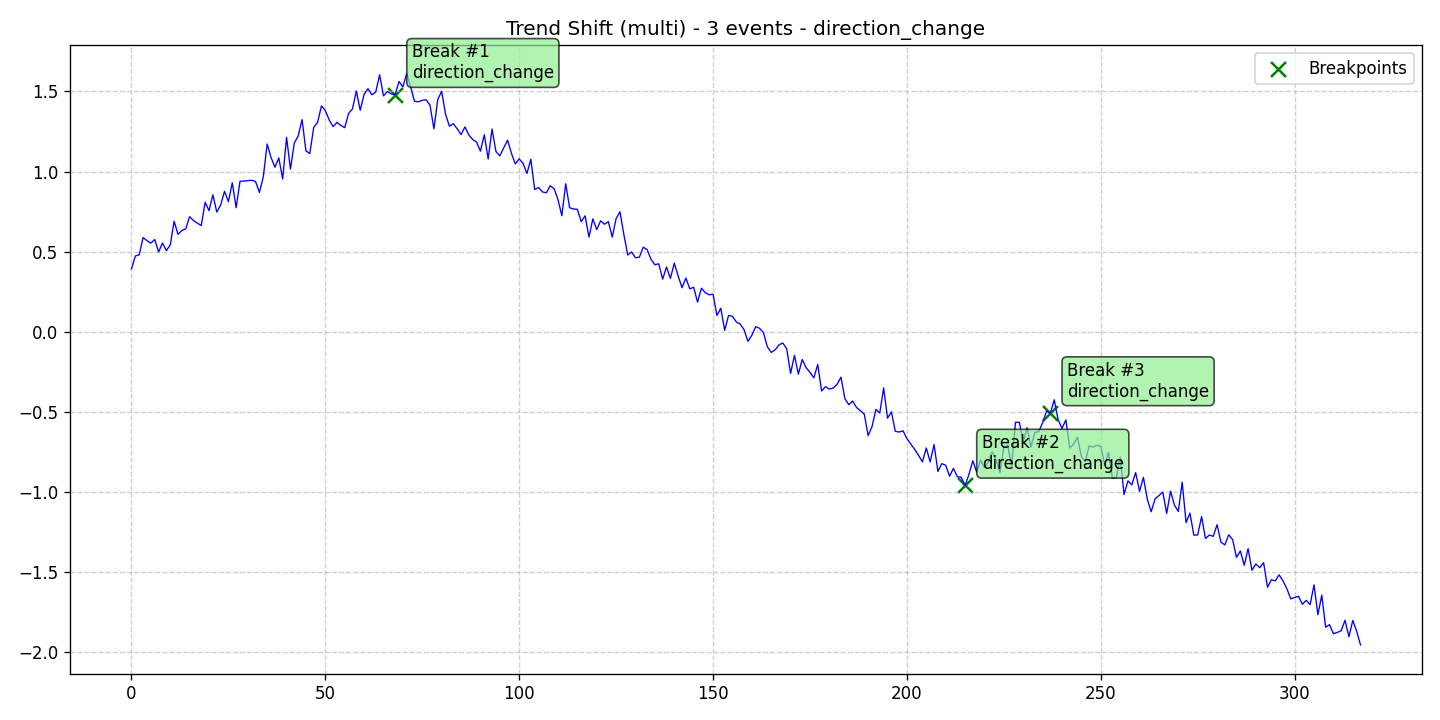 Trend Shift (multi) - 3 events - direction_change
Break #1
direction_change
Breakpoints
Break #3
direction_change
Break #2
direction_change
1.5
1.0
0.5
0.0
−0.5
−1.0
−1.5
−2.0
0
50
100
150
200
250
300